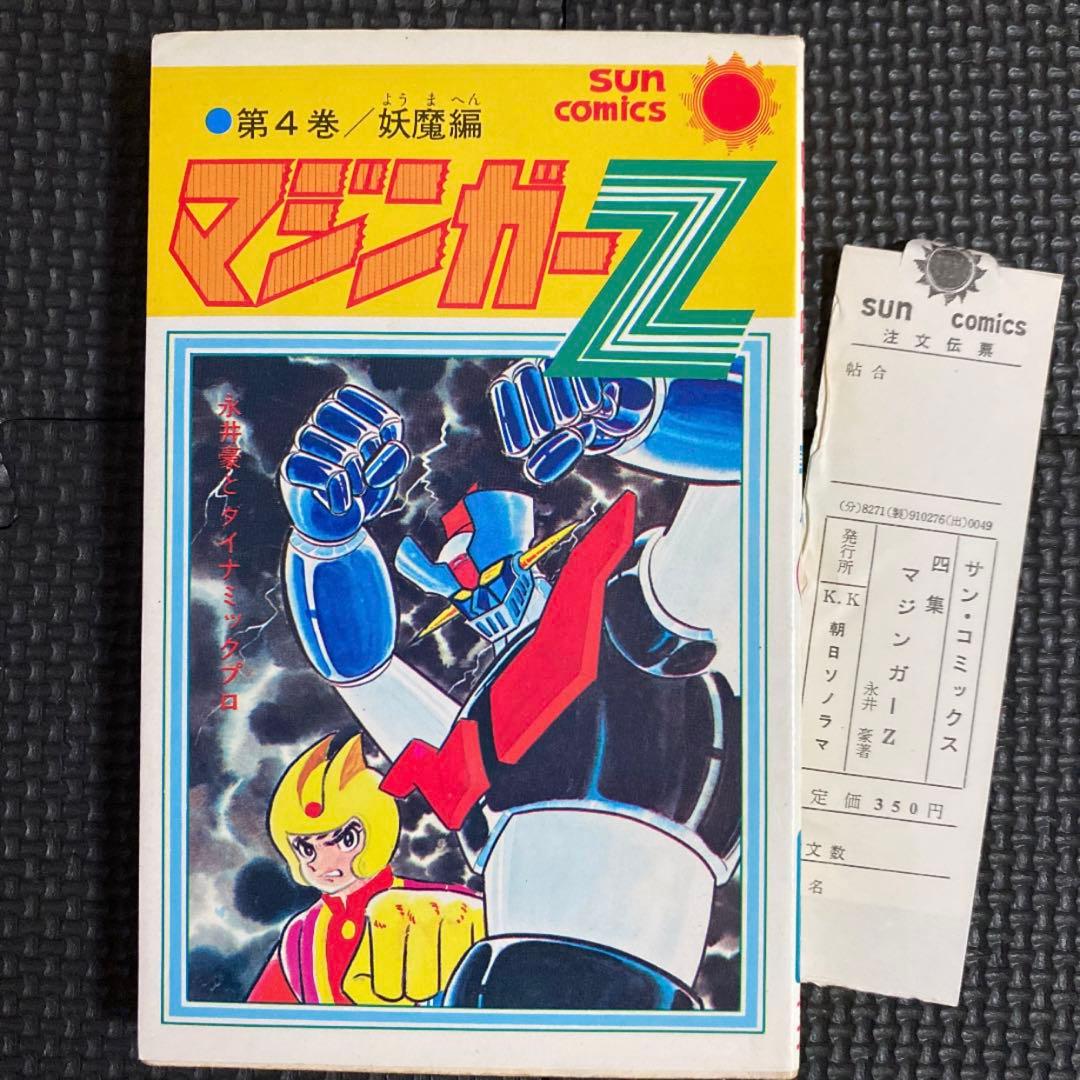 sun
comics
ようまへん
●第4巻／妖魔編
マジンガーZ
永井豪とダイナミックプロ
sun comics
注文伝票
帖合
(分)8271(製)910276(出)0049
サン・コミックス
四集
マジンガーZ
永井豪著
発行所
K.K朝日ソノラマ
定価350円
文数
名